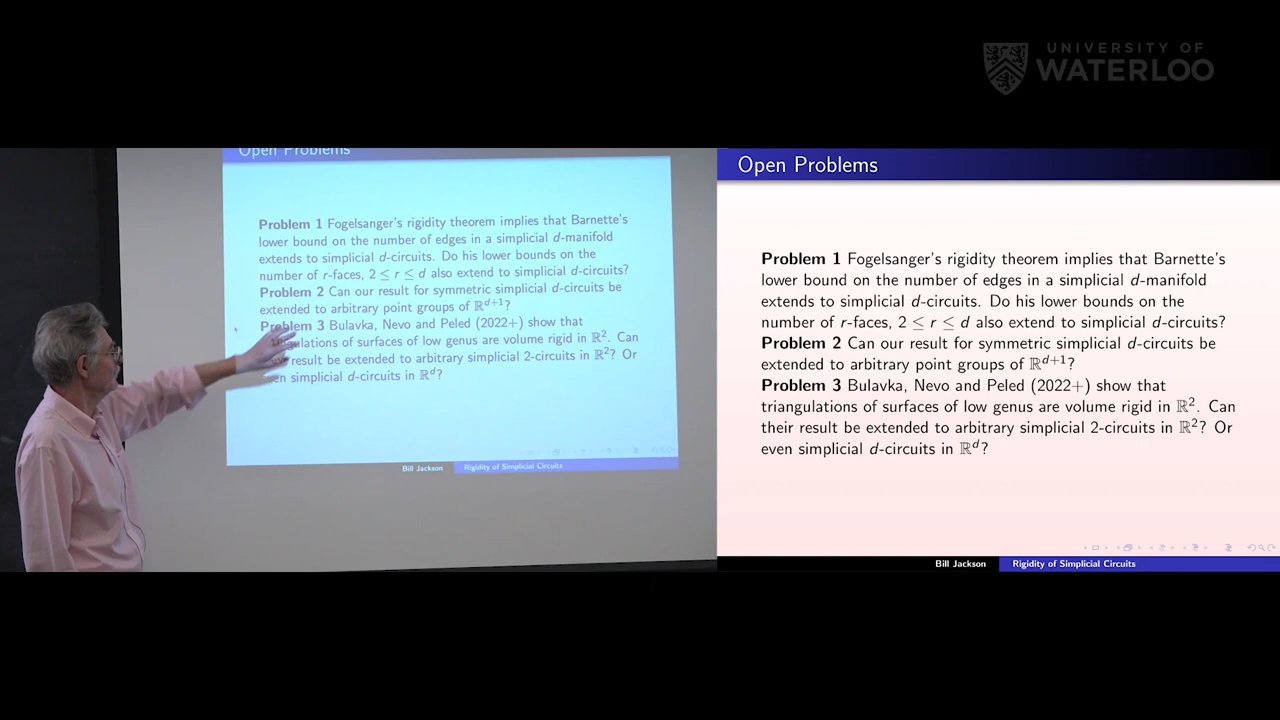 UNIVERSITY OF
WATERLOO
Open Problems
Problem 1 Fogelsanger's rigidity theorem implies that Barnette's
lower bound on the number of edges in a simplicial d-manifold
extends to simplicial d-circuits. Do his lower bounds on the
number of r-faces, 2 ≤ r ≤ d also extend to simplicial d-circuits?
Problem 2 Can our result for symmetric simplicial d-circuits be
extended to arbitrary point groups of ℝ^{d+1}?
Problem 3 Bulavka, Nevo and Peled (2022+) show that
ngulations of surfaces of low genus are volume rigid in ℝ². Can
result be extended to arbitrary simplicial 2-circuits in ℝ²? Or
en simplicial d-circuits in ℝ^d?
Bill Jackson Rigidity of Simplicial Circuits
Open Problems
Problem 1 Fogelsanger's rigidity theorem implies that Barnette's
lower bound on the number of edges in a simplicial d-manifold
extends to simplicial d-circuits. Do his lower bounds on the
number of r-faces, 2 ≤ r ≤ d also extend to simplicial d-circuits?
Problem 2 Can our result for symmetric simplicial d-circuits be
extended to arbitrary point groups of ℝ^{d+1}?
Problem 3 Bulavka, Nevo and Peled (2022+) show that
triangulations of surfaces of low genus are volume rigid in ℝ². Can
their result be extended to arbitrary simplicial 2-circuits in ℝ²? Or
even simplicial d-circuits in ℝ^d?
Bill Jackson Rigidity of Simplicial Circuits